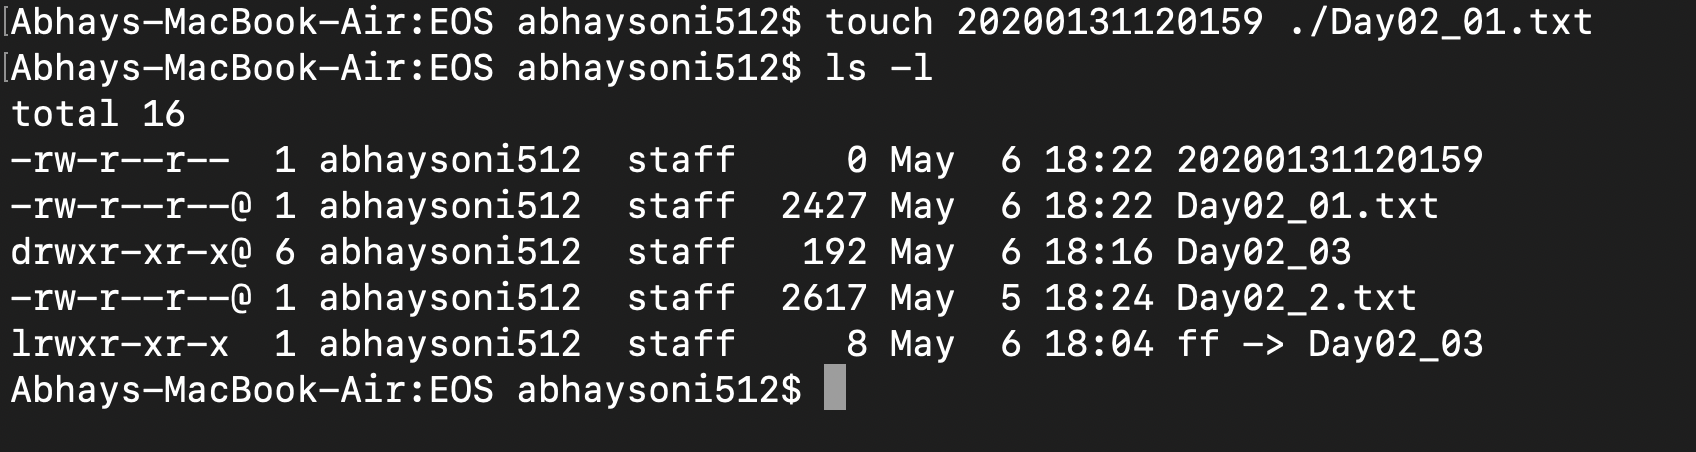 [Abhays-MacBook-Air:EOS abhaysoni512$ touch 20200131120159 ./Day02_01.txt
[Abhays-MacBook-Air:EOS abhaysoni512$ ls -l
total 16
-rw-r--r--  1 abhaysoni512  staff     0 May  6 18:22 20200131120159
-rw-r--r--@ 1 abhaysoni512  staff  2427 May  6 18:22 Day02_01.txt
drwxr-xr-x@ 6 abhaysoni512  staff   192 May  6 18:16 Day02_03
-rw-r--r--@ 1 abhaysoni512  staff  2617 May  5 18:24 Day02_2.txt
lrwxr-xr-x  1 abhaysoni512  staff     8 May  6 18:04 ff -> Day02_03
Abhays-MacBook-Air:EOS abhaysoni512$